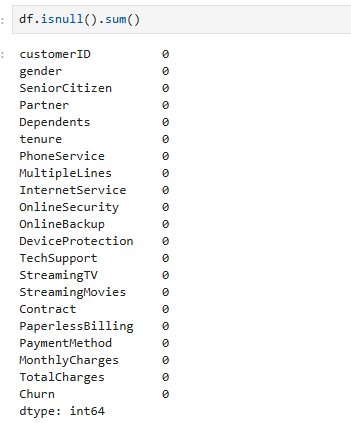 : df.isnull().sum()
: customerID 0
gender 0
SeniorCitizen 0
Partner 0
Dependents 0
tenure 0
PhoneService 0
MultipleLines 0
InternetService 0
OnlineSecurity 0
OnlineBackup 0
DeviceProtection 0
TechSupport 0
StreamingTV 0
StreamingMovies 0
Contract 0
PaperlessBilling 0
PaymentMethod 0
MonthlyCharges 0
TotalCharges 0
Churn 0
dtype: int64